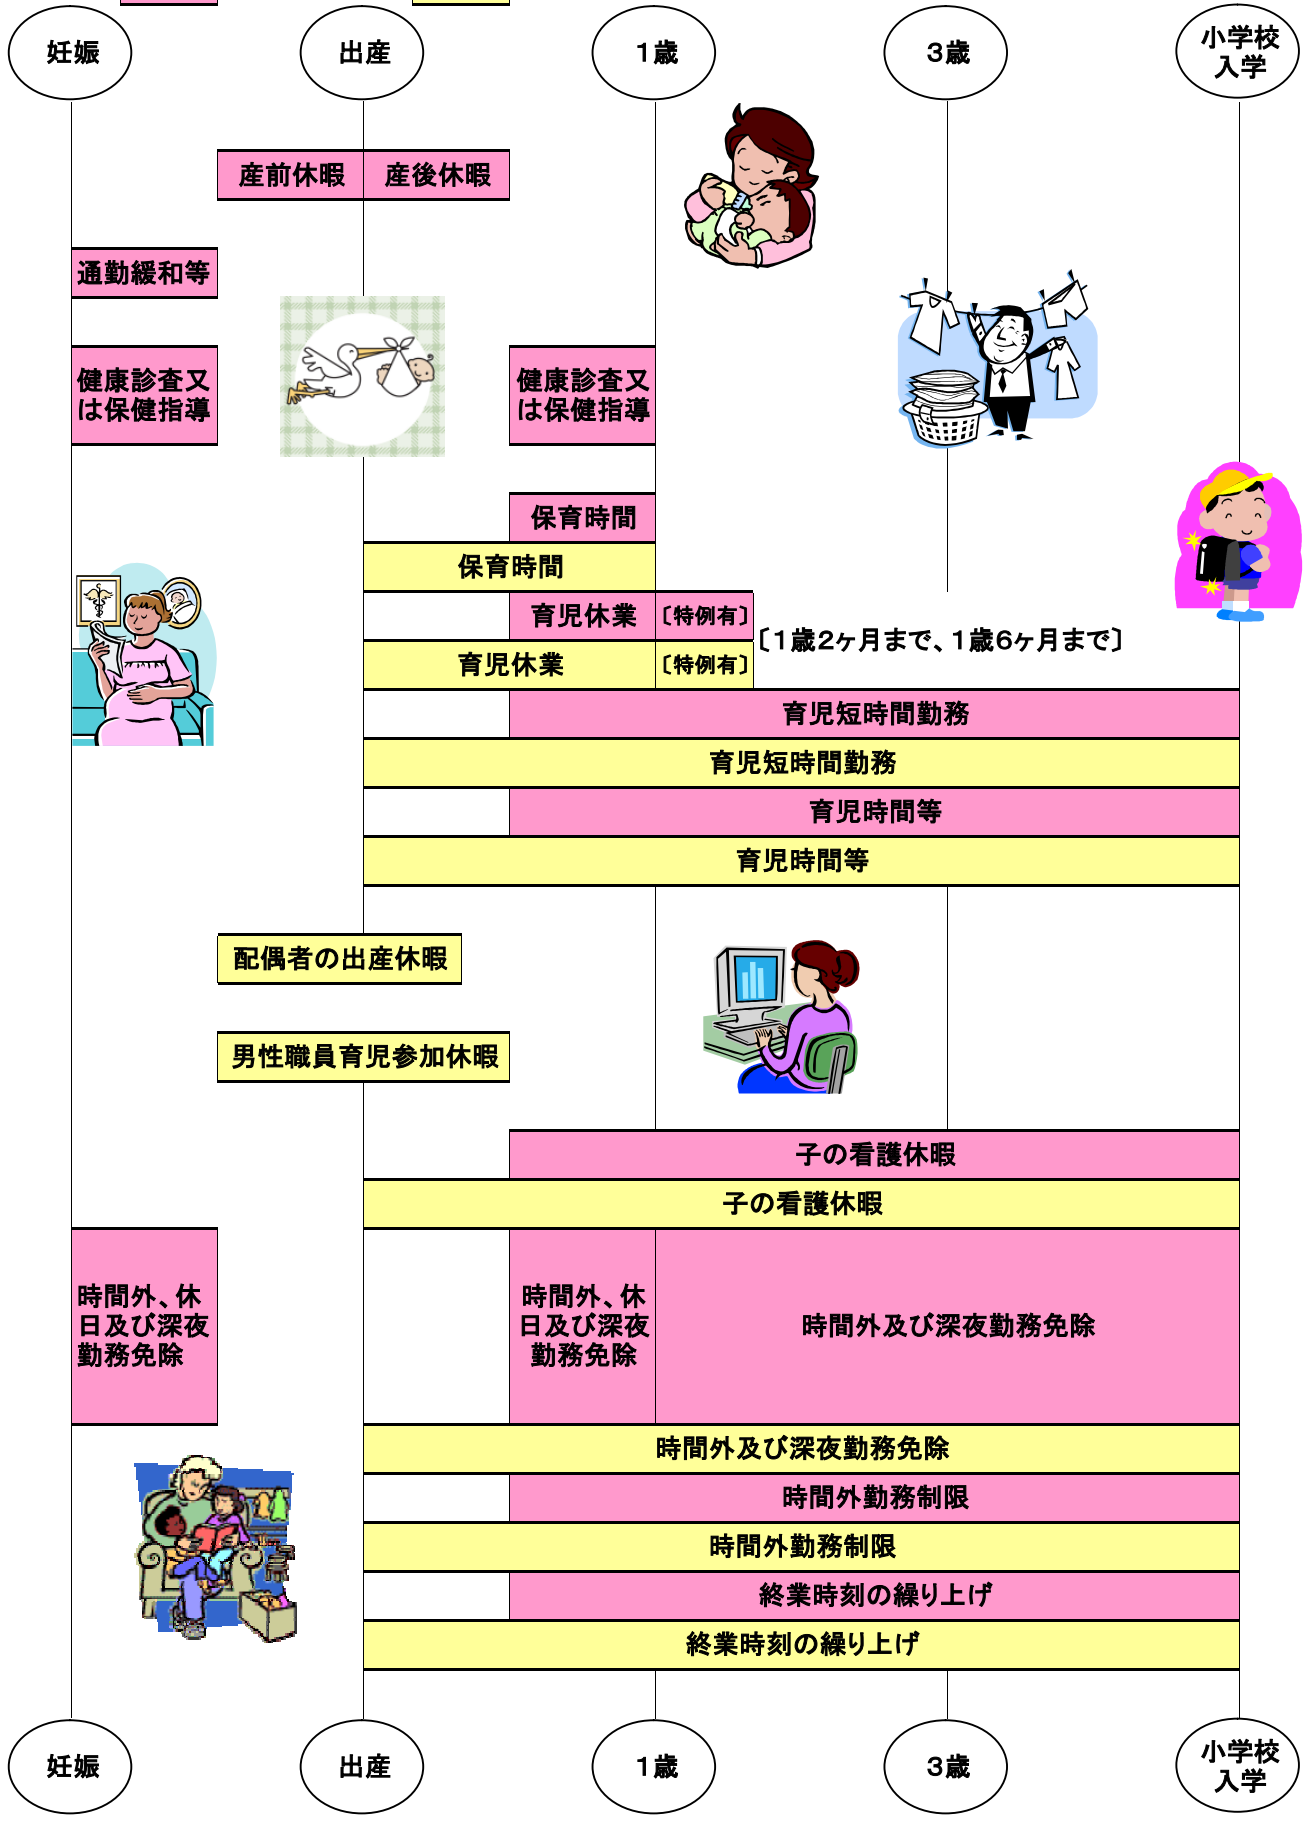 妊娠
出産
１歳
３歳
小学校
入学
産前休暇
産後休暇
通勤緩和等
健康診査又
は保健指導
健康診査又
は保健指導
保育時間
保育時間
育児休業
〔特例有〕
〔１歳２ヶ月まで、１歳６ヶ月まで〕
育児休業
〔特例有〕
育児短時間勤務
育児短時間勤務
育児時間等
育児時間等
配偶者の出産休暇
男性職員育児参加休暇
子の看護休暇
子の看護休暇
時間外、休
日及び深夜
勤務免除
時間外、休
日及び深夜
勤務免除
時間外及び深夜勤務免除
時間外及び深夜勤務免除
時間外勤務制限
時間外勤務制限
終業時刻の繰り上げ
終業時刻の繰り上げ
妊娠
出産
１歳
３歳
小学校
入学